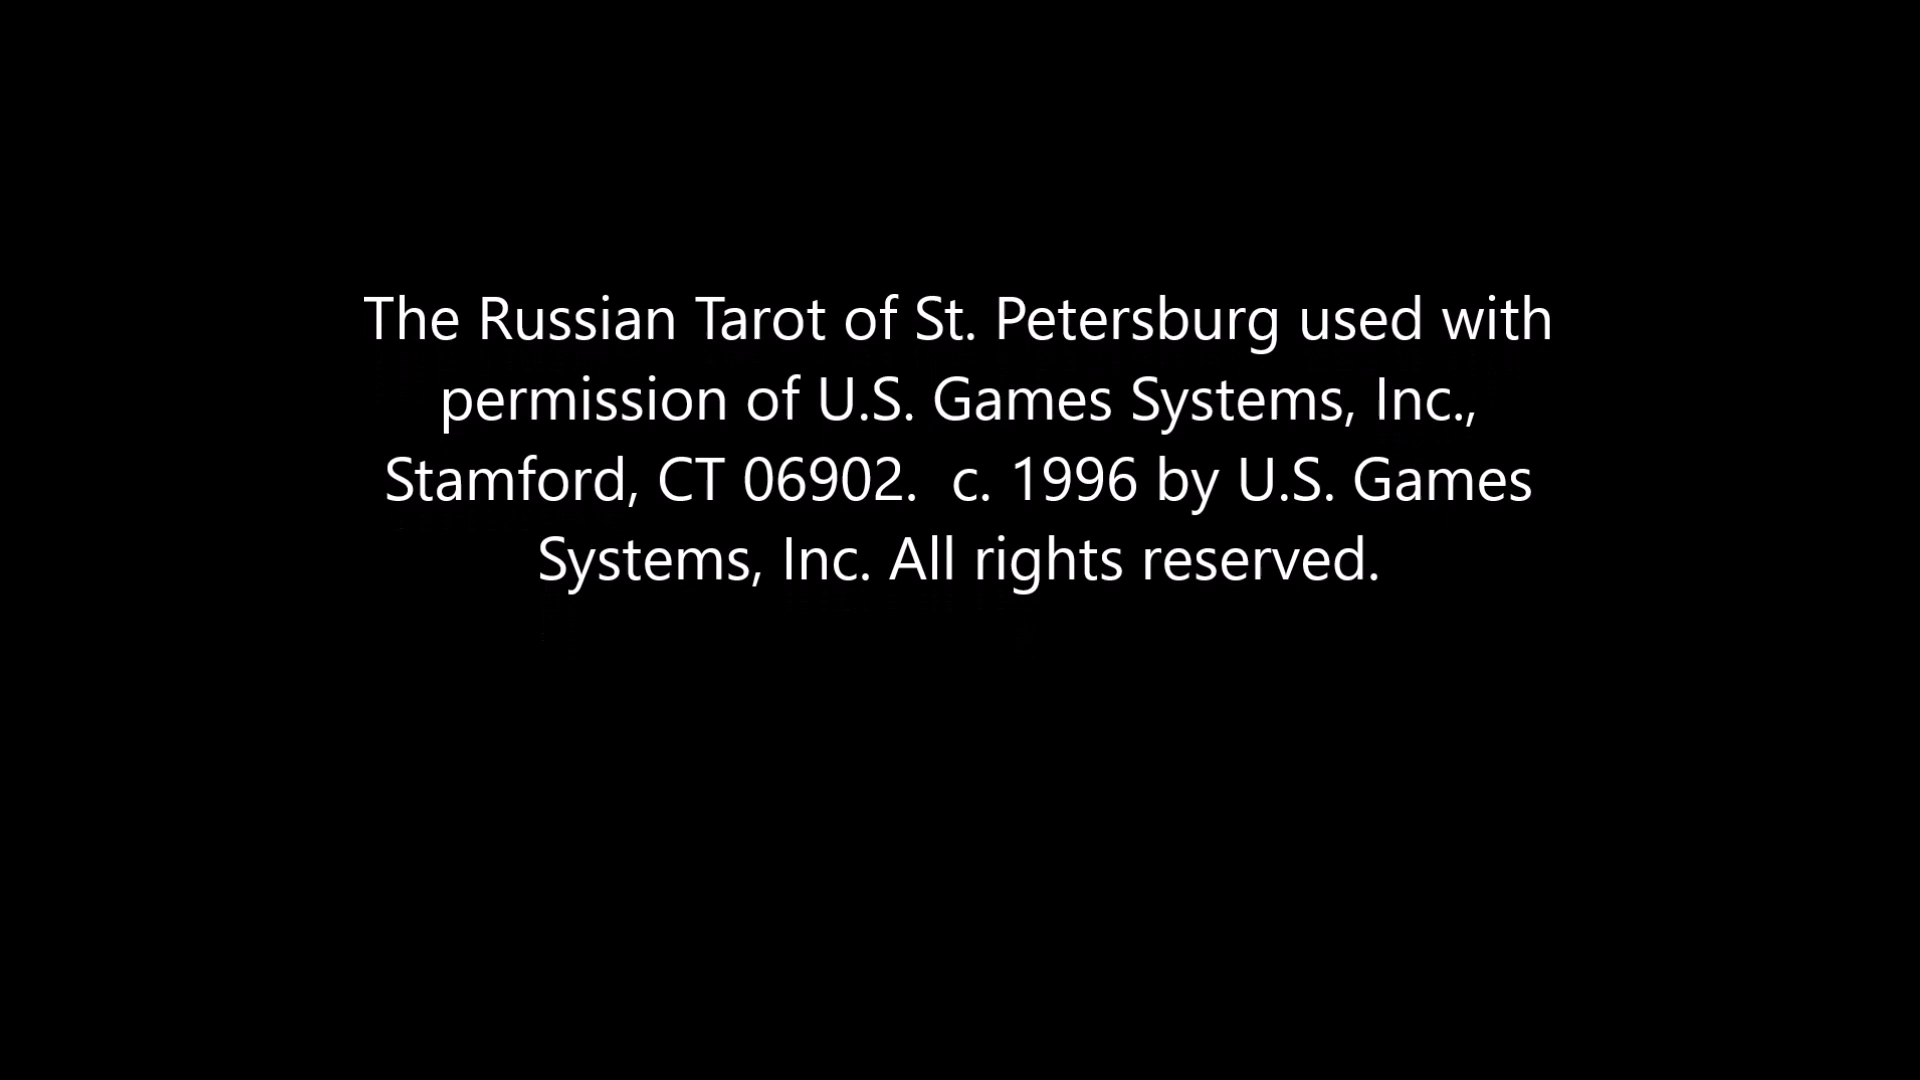 The Russian Tarot of St. Petersburg used with
permission of U.S. Games Systems, Inc.,
Stamford, CT 06902.  c. 1996 by U.S. Games
Systems, Inc. All rights reserved.